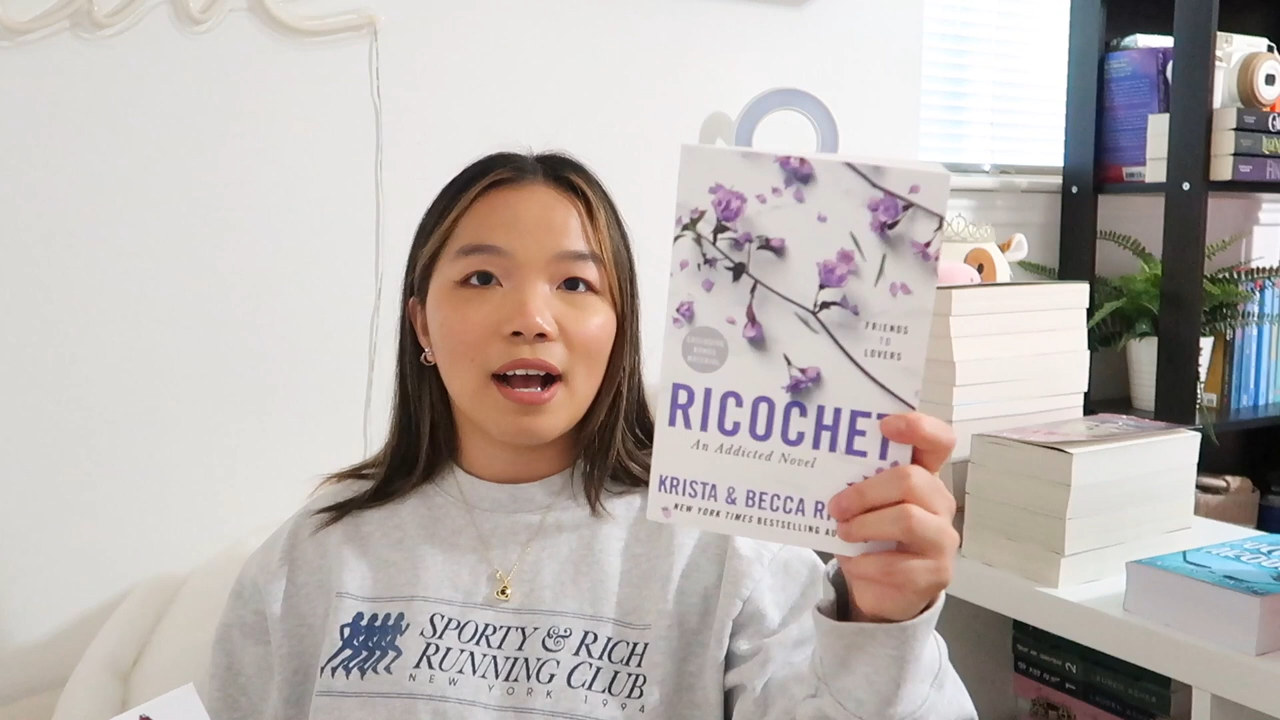 FRIENDS
TO
LOVERS
RICOCHET
An Addicted Novel
KRISTA & BECCA
NEW YORK TIMES BESTSELLING
SPORTY & RICH
RUNNING CLUB
NEW YORK 1994